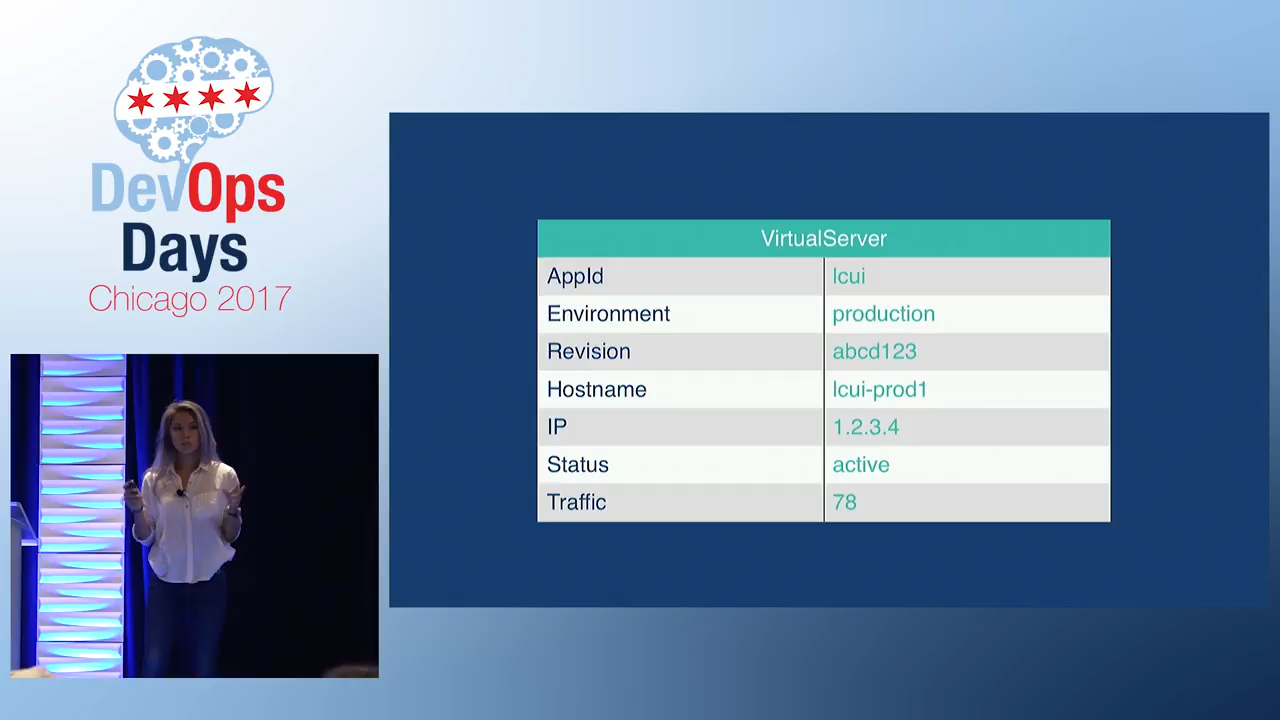 DevOps
Days
Chicago 2017
VirtualServer
AppId lcui
Environment production
Revision abcd123
Hostname lcui-prod1
IP 1.2.3.4
Status active
Traffic 78